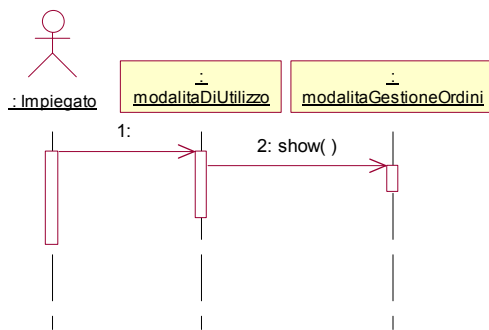 : Impiegato
:
modalitaDiUtilizzo
:
modalitaGestioneOrdini
1:
2: show( )